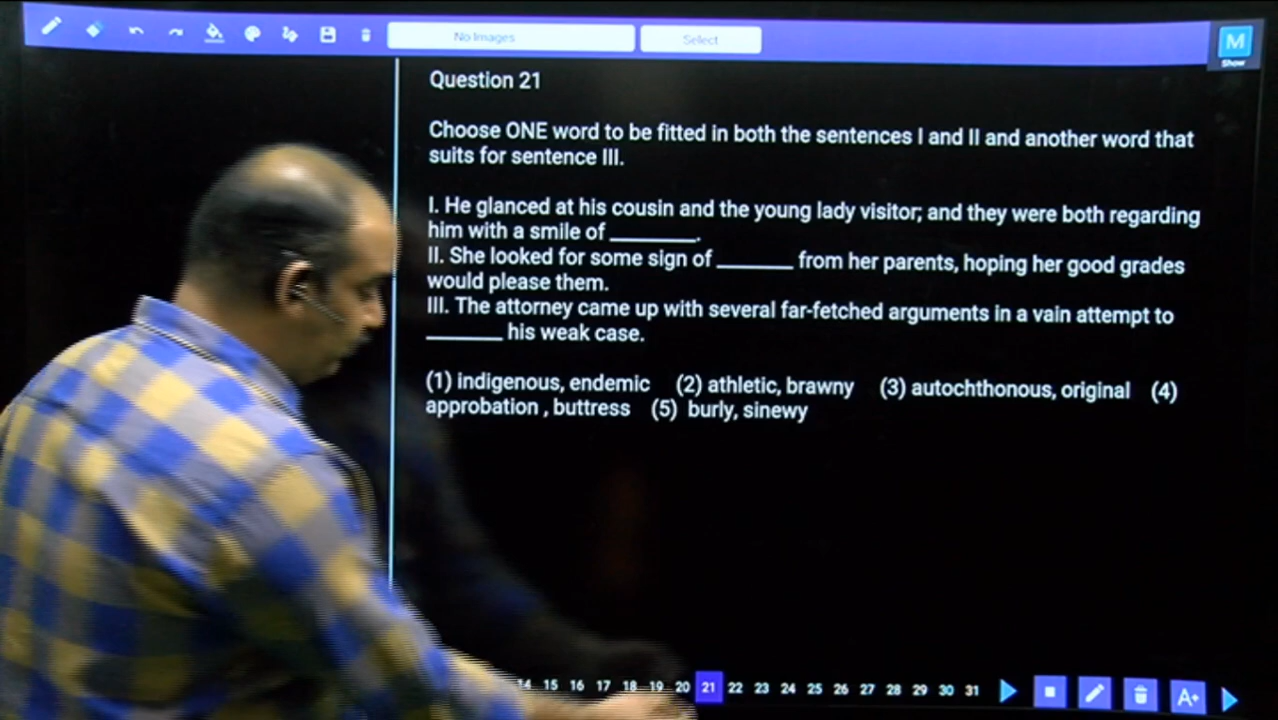 No Images
Select
M
Show
Question 21
Choose ONE word to be fitted in both the sentences I and II and another word that
suits for sentence III.
I. He glanced at his cousin and the young lady visitor; and they were both regarding
him with a smile of ________.
II. She looked for some sign of _______ from her parents, hoping her good grades
would please them.
III. The attorney came up with several far-fetched arguments in a vain attempt to
_______ his weak case.
(1) indigenous, endemic (2) athletic, brawny (3) autochthonous, original (4)
approbation , buttress (5) burly, sinewy
14 15 16 17 18 19 20 21 22 23 24 25 26 27 28 29 30 31
A+